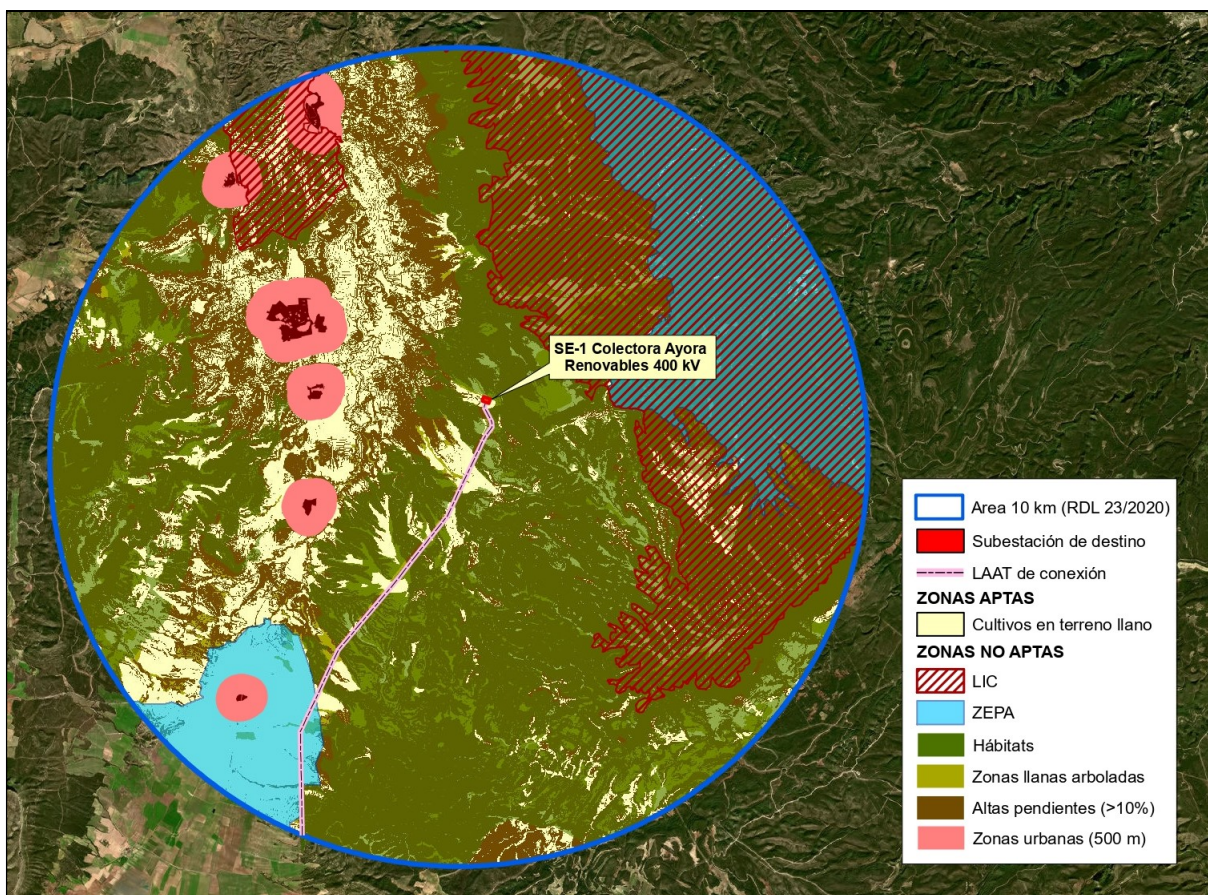 SE-1 Colectora Ayora
Renovables 400 kV
Area 10 km (RDL 23/2020)
Subestación de destino
LAAT de conexión
ZONAS APTAS
Cultivos en terreno llano
ZONAS NO APTAS
LIC
ZEPA
Hábitats
Zonas llanas arboladas
Altas pendientes (>10%)
Zonas urbanas (500 m)